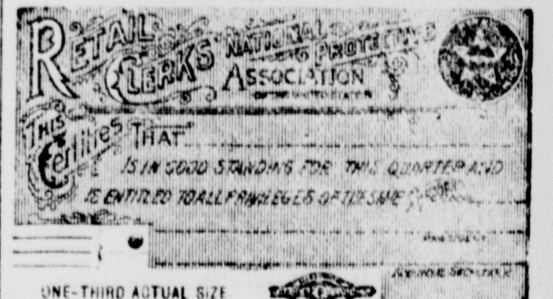 RETAIL CLERKS NATIONAL PROTECTIVE
ASSOCIATION
OF THE UNITED STATES
THIS Certifies THAT
IS IN GOOD STANDING FOR THIS QUARTER AND
IS ENTITLED TO ALL PRIVILEGES OF THE SAME
ONE-THIRD ACTUAL SIZE